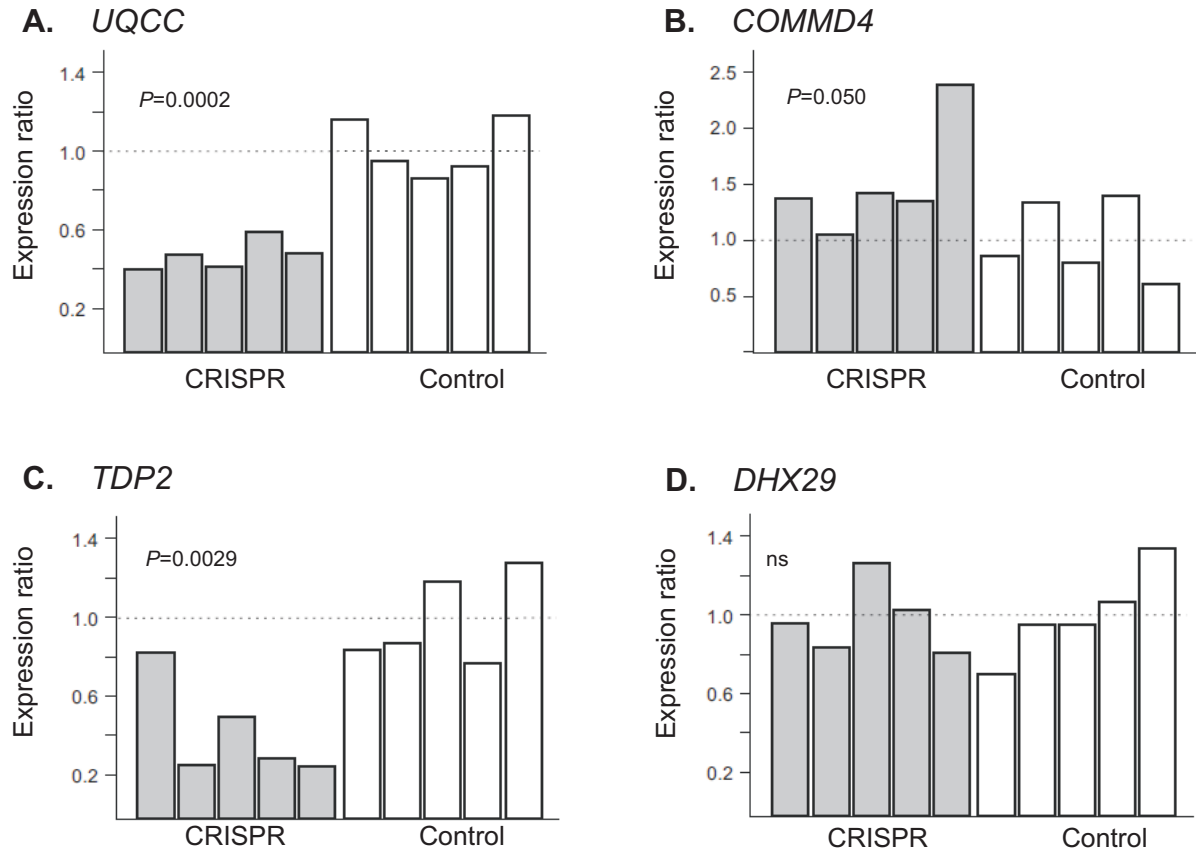 A. UQCC
Expression ratio
1.4
1.0
0.6
0.2
P=0.0002
CRISPR Control
B. COMMD4
Expression ratio
2.5
2.0
1.5
1.0
0.5
P=0.050
CRISPR Control
C. TDP2
Expression ratio
1.4
1.0
0.6
0.2
P=0.0029
CRISPR Control
D. DHX29
Expression ratio
1.4
1.0
0.6
0.2
ns
CRISPR Control